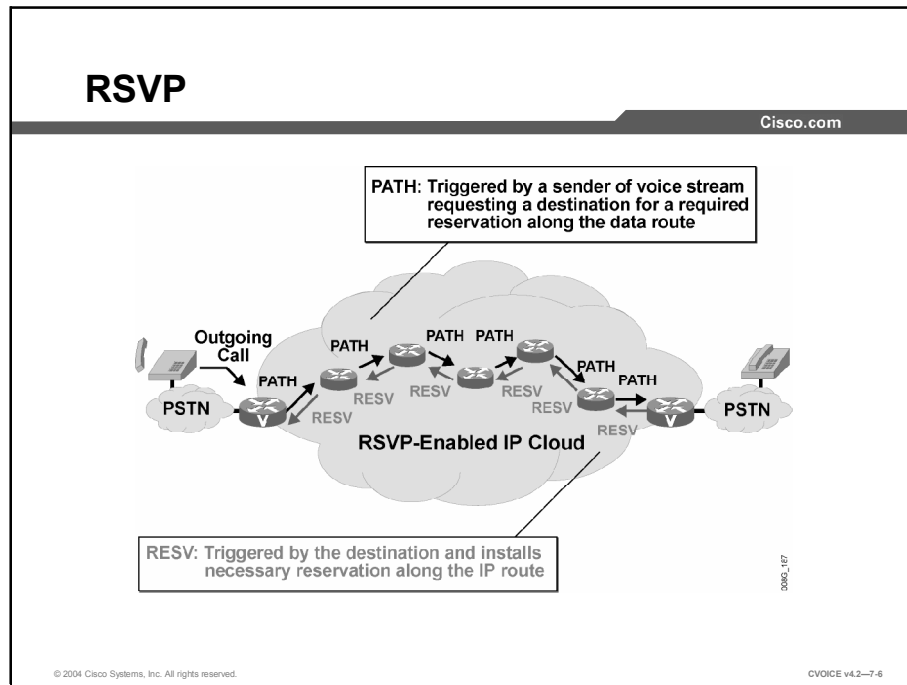 RSVP
Cisco.com
PATH: Triggered by a sender of voice stream
requesting a destination for a required
reservation along the data route
Outgoing
Call
PATH
PATH
PATH
PATH
PATH
PATH
RESV
RESV
RESV
RESV
RESV
RESV
PSTN
V
V
PSTN
RSVP-Enabled IP Cloud
RESV: Triggered by the destination and installs
necessary reservation along the IP route
008G_187
© 2004 Cisco Systems, Inc. All rights reserved.
CVOICE v4.2—7-6